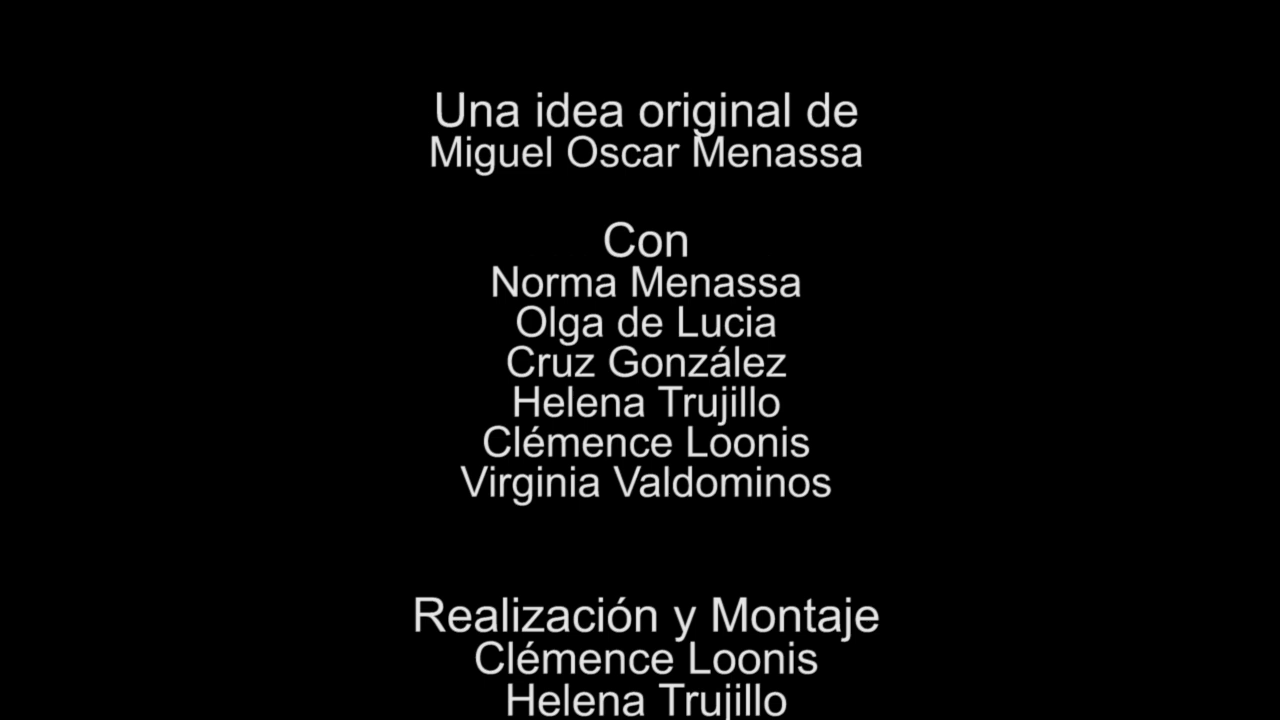 Una idea original de
Miguel Oscar Menassa
Con
Norma Menassa
Olga de Lucia
Cruz González
Helena Trujillo
Clémence Loonis
Virginia Valdominos
Realización y Montaje
Clémence Loonis
Helena Trujillo